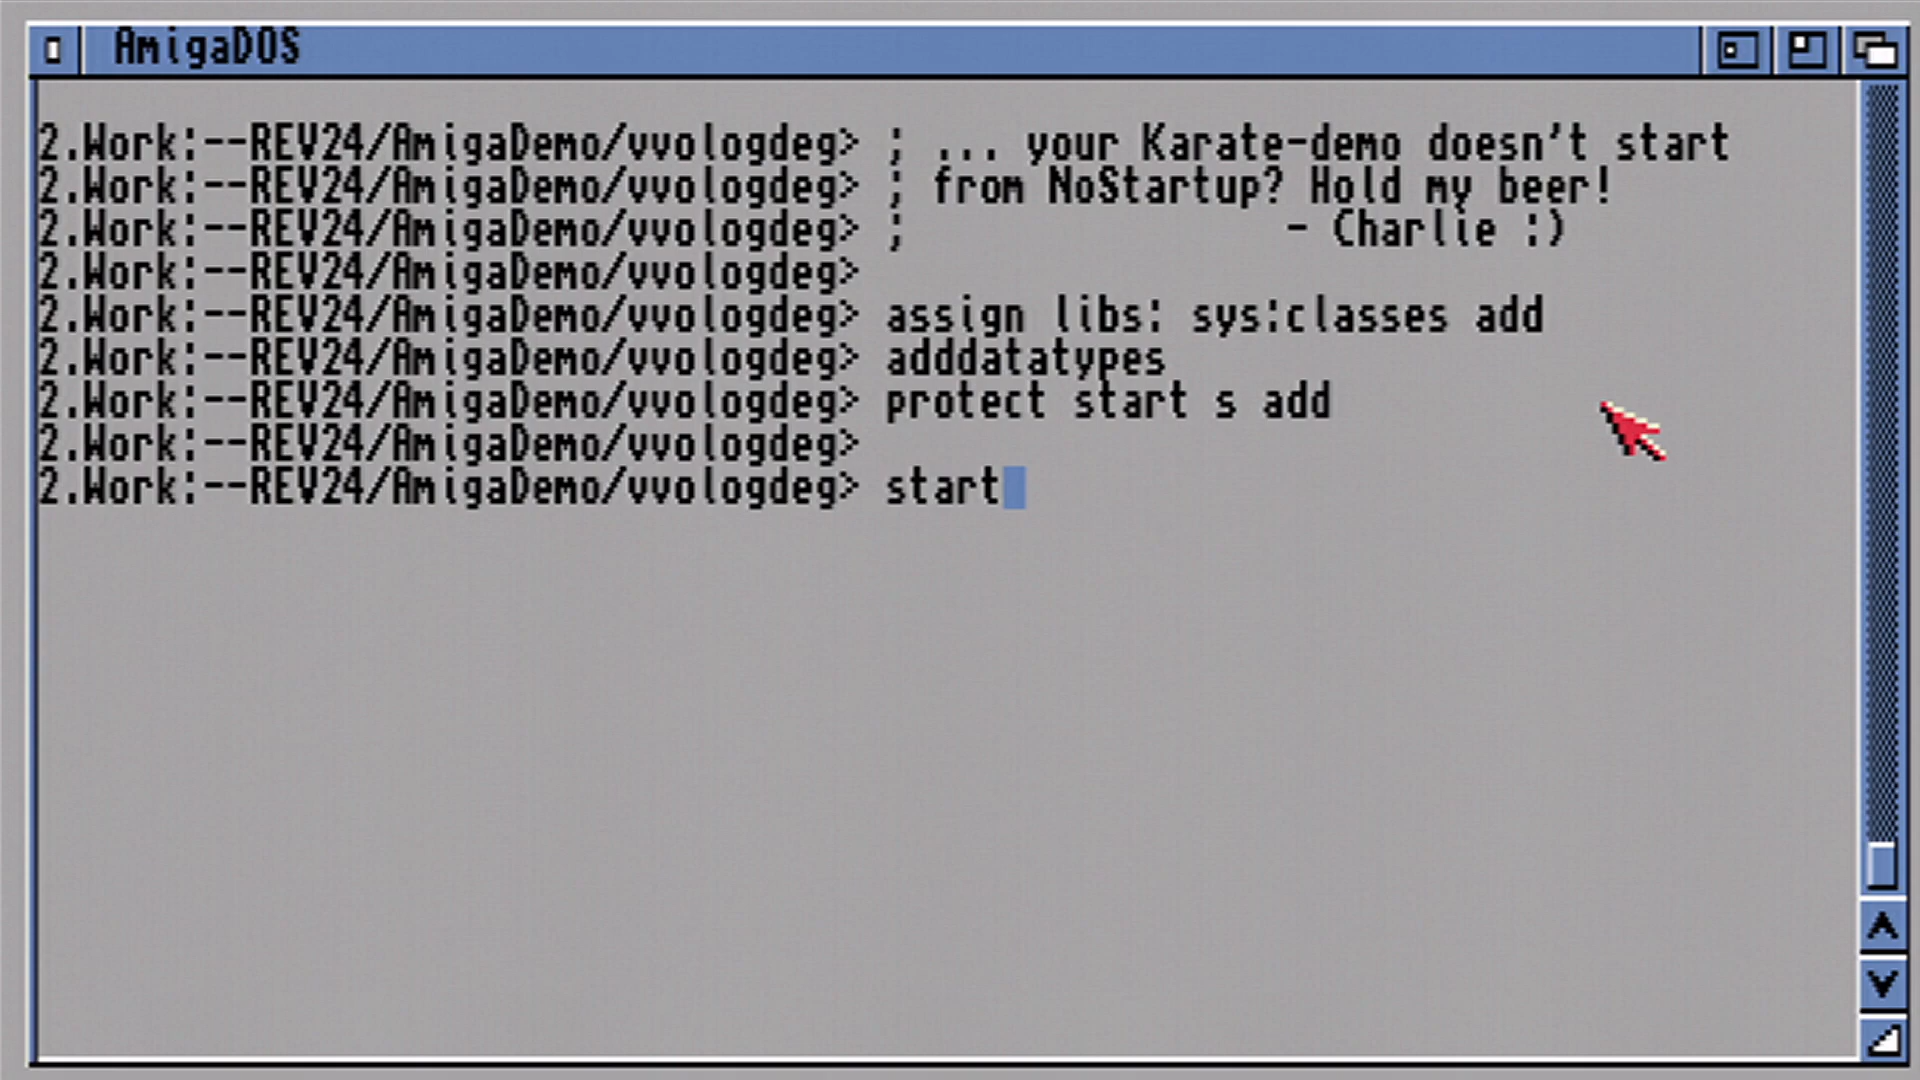 AmigaDOS
2.Work:--REV24/AmigaDemo/vvologdeg> ; ... your Karate-demo doesn't start
2.Work:--REV24/AmigaDemo/vvologdeg> ; from NoStartup? Hold my beer!
2.Work:--REV24/AmigaDemo/vvologdeg> ;                 - Charlie :)
2.Work:--REV24/AmigaDemo/vvologdeg>
2.Work:--REV24/AmigaDemo/vvologdeg> assign libs: sys:classes add
2.Work:--REV24/AmigaDemo/vvologdeg> adddatatypes
2.Work:--REV24/AmigaDemo/vvologdeg> protect start s add
2.Work:--REV24/AmigaDemo/vvologdeg>
2.Work:--REV24/AmigaDemo/vvologdeg> start